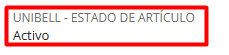 UNIBELL - ESTADO DE ARTÍCULO
Activo